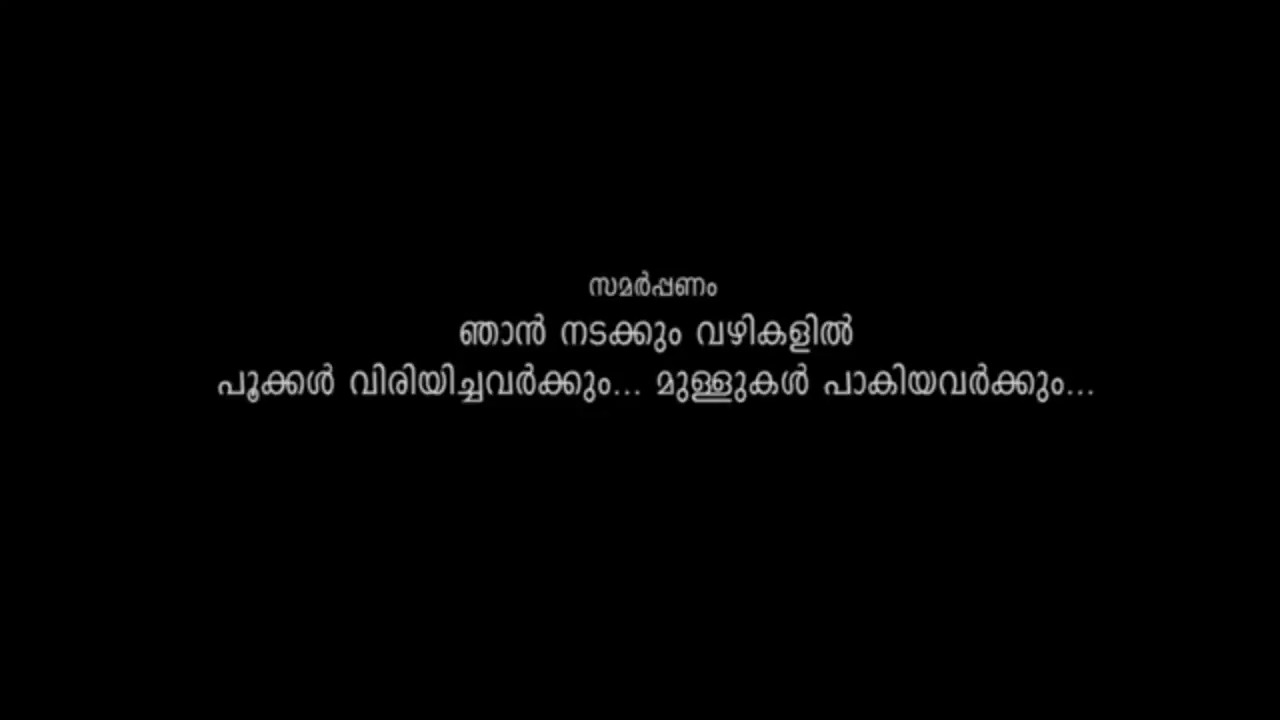 സമർപ്പണം
ഞാൻ നടക്കും വഴികളിൽ
പൂക്കൾ വിരിയിച്ചവർക്കും... മുള്ളുകൾ പാകിയവർക്കും...